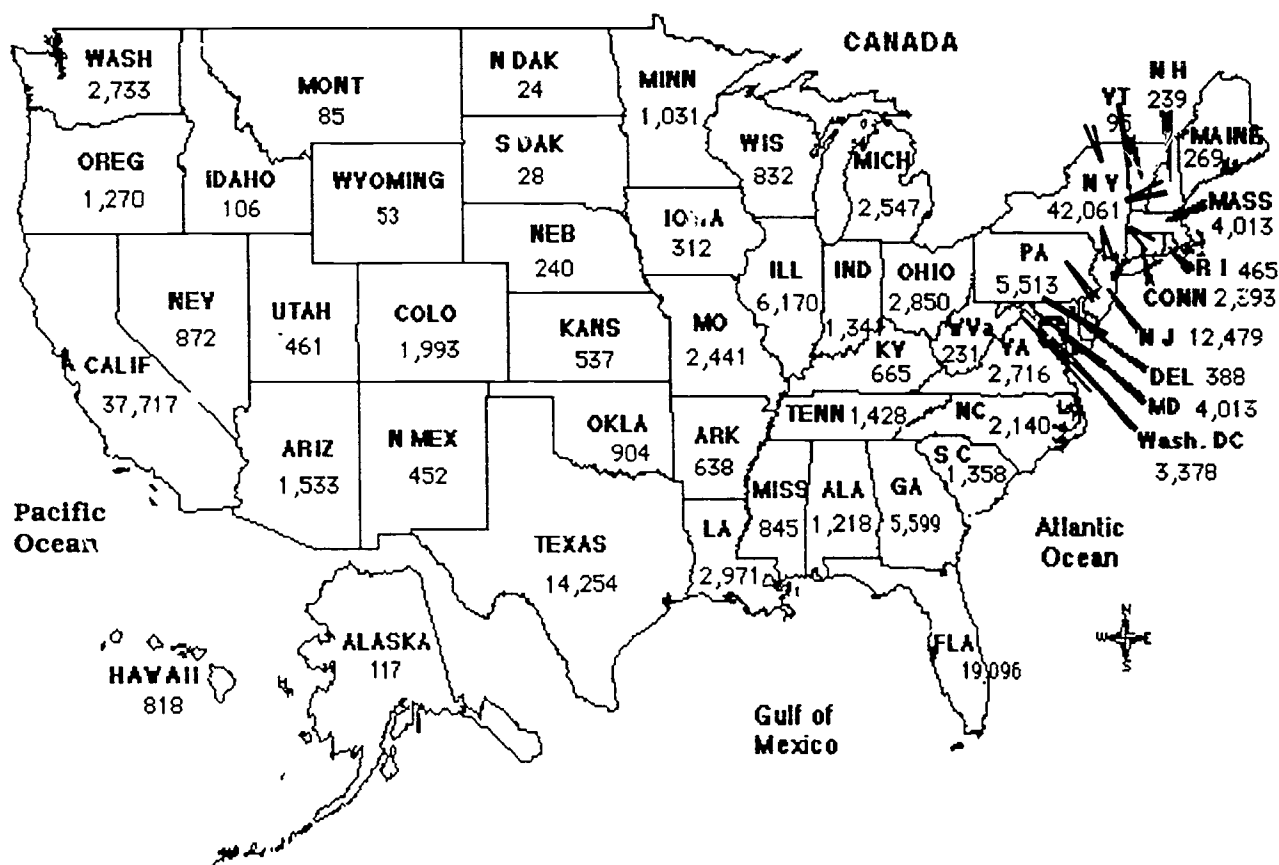 CANADA
WASH
2,733
MONT
85
N DAK
24
MINN
1,031
N H
239
VT
95
MAINE
269
OREG
1,270
IDAHO
106
WYOMING
53
S DAK
28
WIS
832
MICH
2,547
N Y
42,061
MASS
4,013
IOWA
312
NEB
240
PA
5,513
R I 465
CONN 2,393
N J 12,479
DEL 388
MD 4,013
Wash. DC
3,378
NEV
872
UTAH
461
COLO
1,993
KANS
537
MO
2,441
ILL
6,170
IND
OHIO
2,850
W Va
231
VA
2,716
KY
665
CALIF
37,717
ARIZ
1,533
N MEX
452
OKLA
904
ARK
638
TENN 1,428
NC
2,140
S C
1,358
MISS
845
ALA
1,218
GA
5,599
LA
2,971
TEXAS
14,254
Pacific
Ocean
Atlantic
Ocean
N
W E
S
ALASKA
117
HAWAII
818
FLA
19,096
Gulf of
Mexico